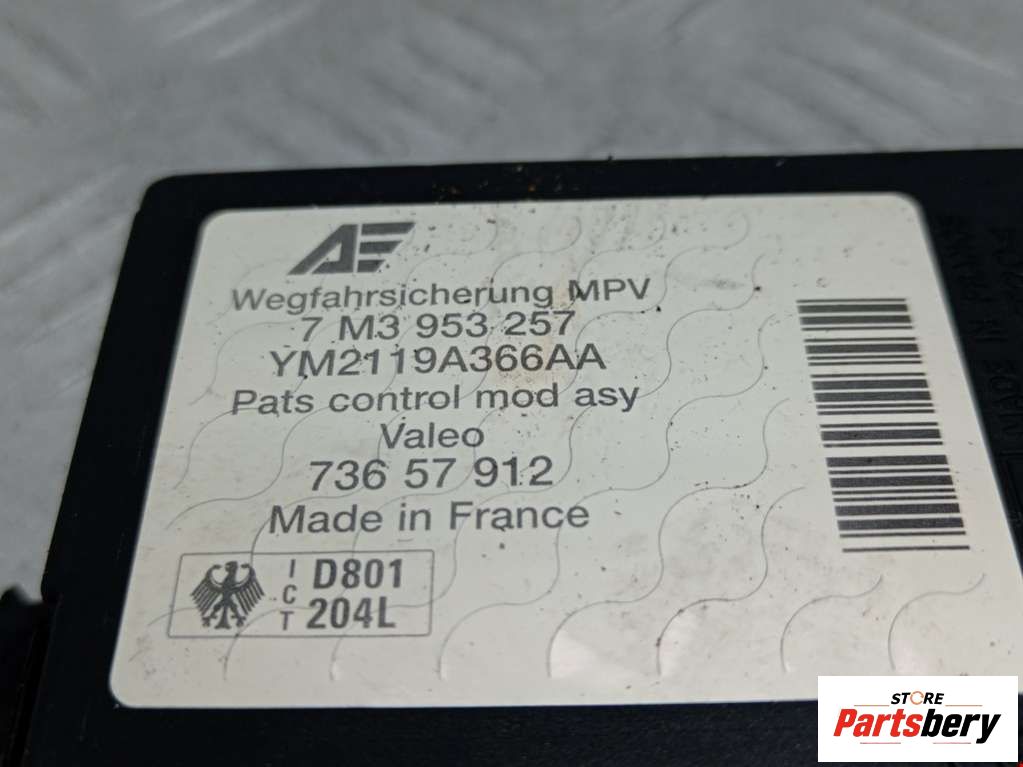 AE
Wegfahrsicherung MPV
7 M3 953 257
YM2119A366AA
Pats control mod asy
Valeo
736 57 912
Made in France
ICT D801
204L
STORE
Partsbery